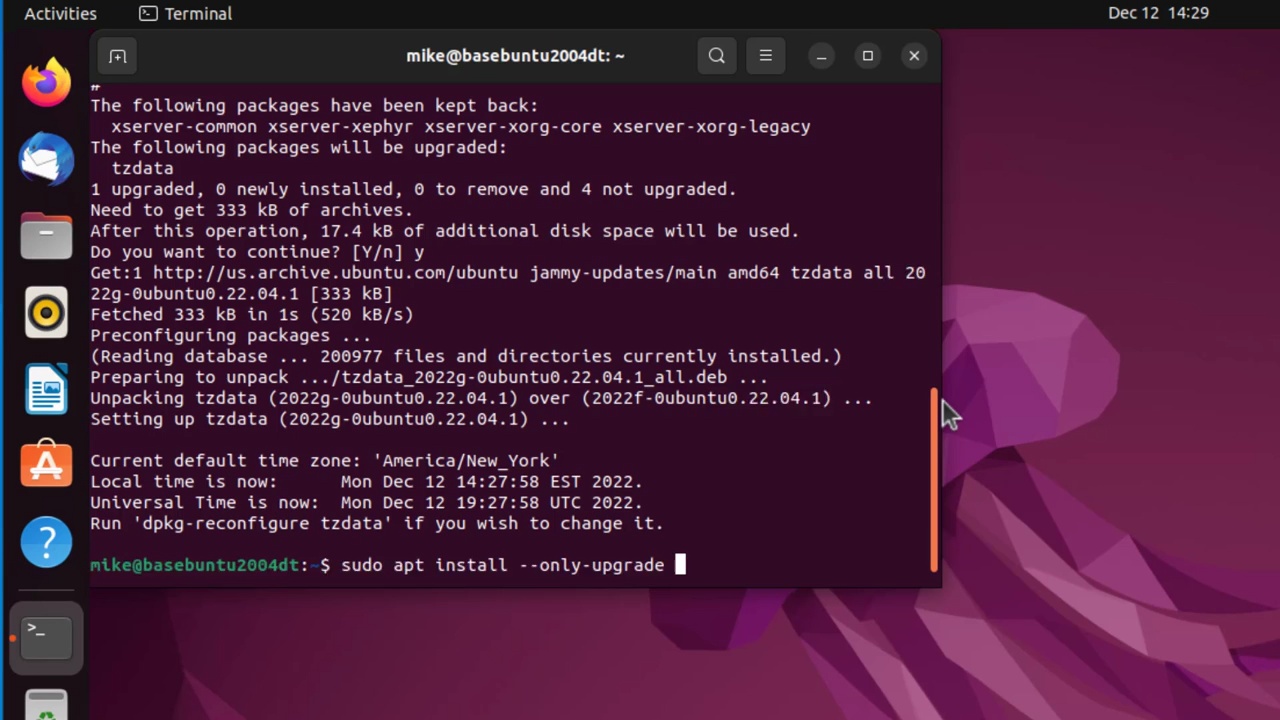 Activities Terminal Dec 12 14:29
mike@basebuntu2004dt: ~
#
The following packages have been kept back:
xserver-common xserver-xephyr xserver-xorg-core xserver-xorg-legacy
The following packages will be upgraded:
tzdata
1 upgraded, 0 newly installed, 0 to remove and 4 not upgraded.
Need to get 333 kB of archives.
After this operation, 17.4 kB of additional disk space will be used.
Do you want to continue? [Y/n] y
Get:1 http://us.archive.ubuntu.com/ubuntu jammy-updates/main amd64 tzdata all 20
22g-0ubuntu0.22.04.1 [333 kB]
Fetched 333 kB in 1s (520 kB/s)
Preconfiguring packages ...
(Reading database ... 200977 files and directories currently installed.)
Preparing to unpack .../tzdata_2022g-0ubuntu0.22.04.1_all.deb ...
Unpacking tzdata (2022g-0ubuntu0.22.04.1) over (2022f-0ubuntu0.22.04.1) ...
Setting up tzdata (2022g-0ubuntu0.22.04.1) ...
Current default time zone: 'America/New_York'
Local time is now:      Mon Dec 12 14:27:58 EST 2022.
Universal Time is now:  Mon Dec 12 19:27:58 UTC 2022.
Run 'dpkg-reconfigure tzdata' if you wish to change it.
mike@basebuntu2004dt:~$ sudo apt install --only-upgrade